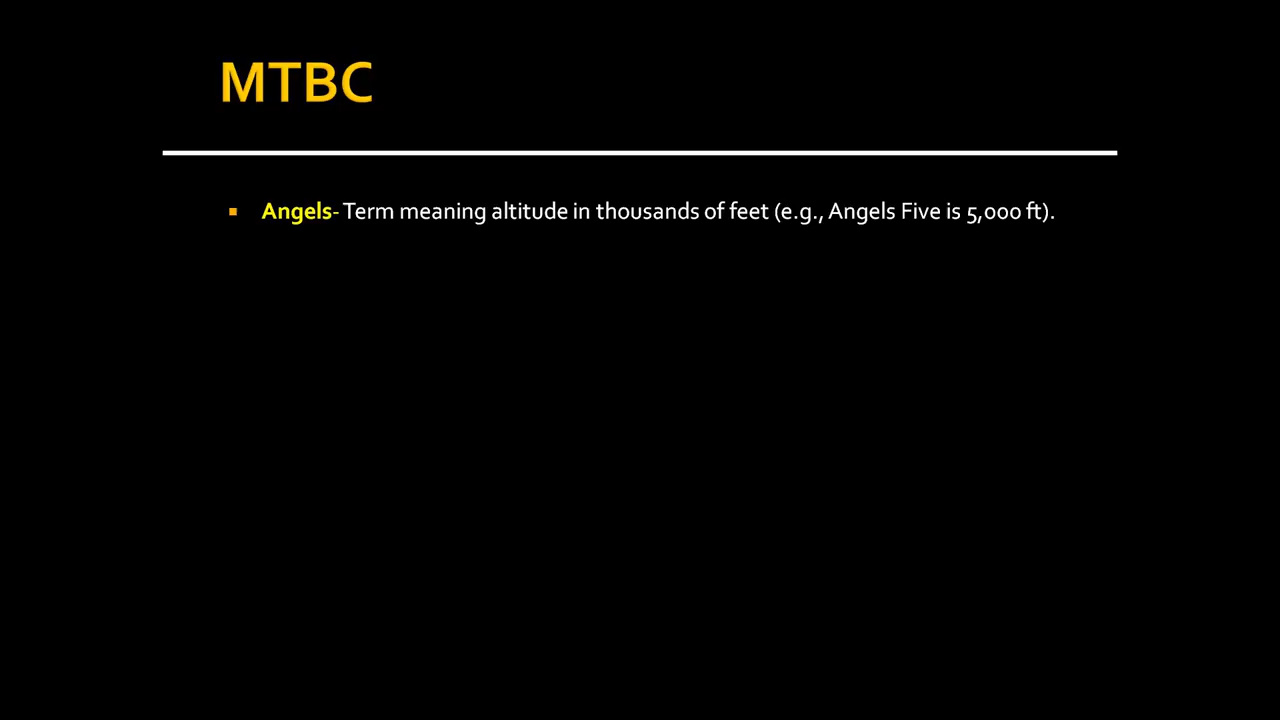 MTBC
Angels- Term meaning altitude in thousands of feet (e.g., Angels Five is 5,000 ft).